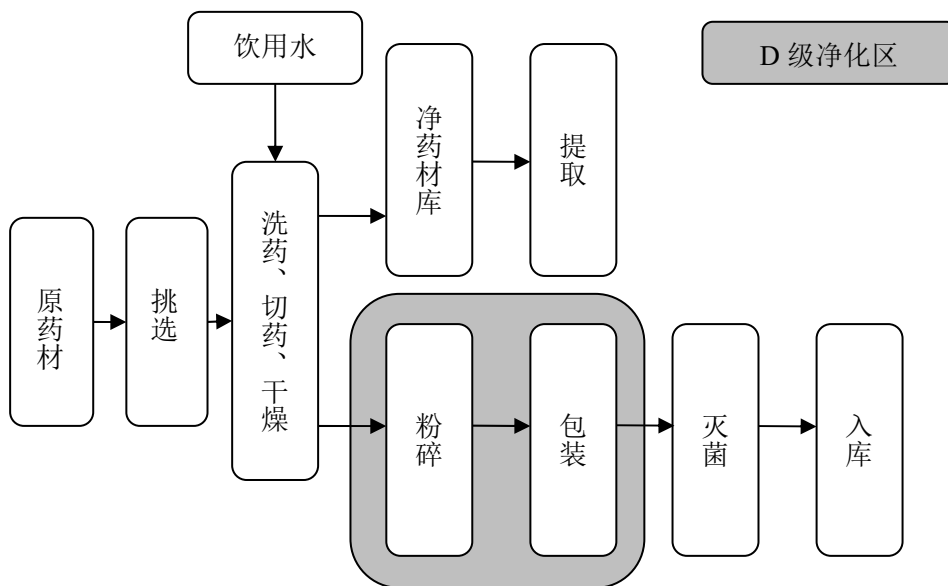 饮用水
D 级净化区
净药材库
提取
原药材
挑选
洗药、切药、干燥
粉碎
包装
灭菌
入库